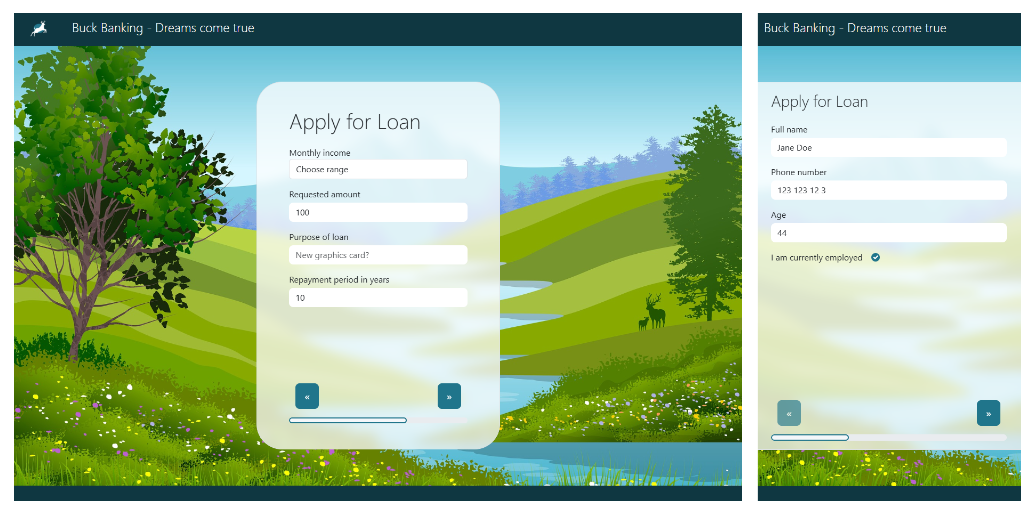 Buck Banking - Dreams come true
Apply for Loan
Monthly income
Choose range
Requested amount
100
Purpose of loan
New graphics card?
Repayment period in years
10
«
»
Buck Banking - Dreams come true
Apply for Loan
Full name
Jane Doe
Phone number
123 123 12 3
Age
44
I am currently employed
«
»